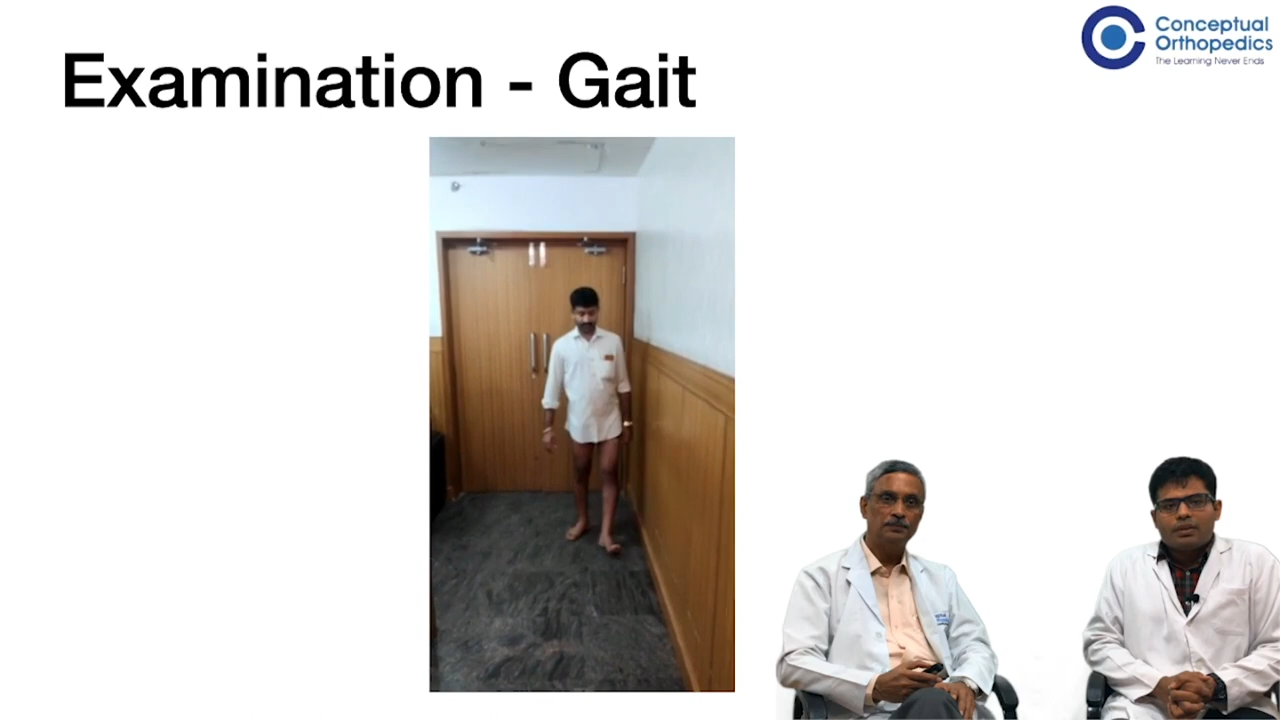 Examination - Gait
Conceptual
Orthopedics
The Learning Never Ends